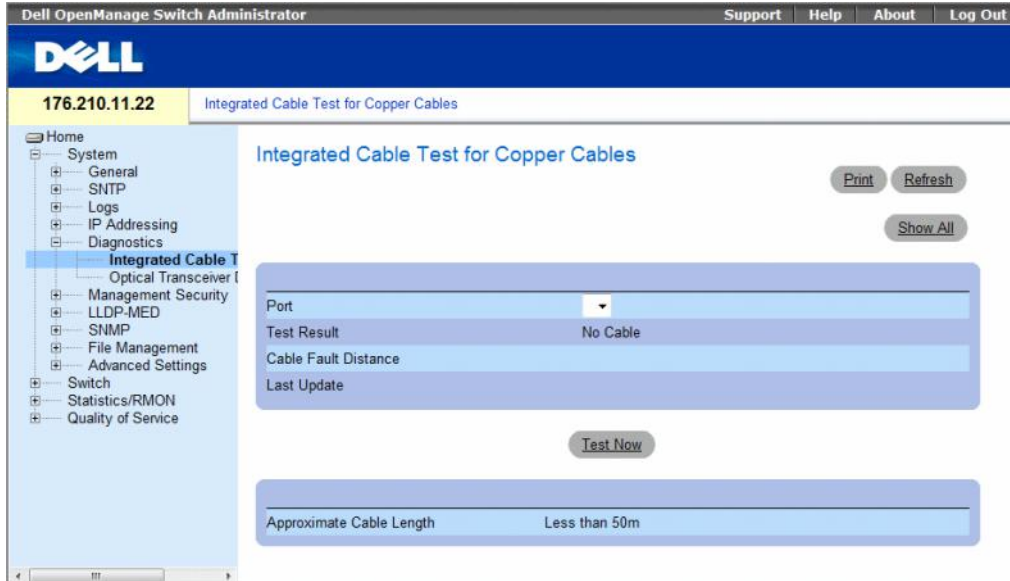 Dell OpenManage Switch Administrator
Support Help About Log Out
DELL
176.210.11.22
Integrated Cable Test for Copper Cables
Home
System
General
SNTP
Logs
IP Addressing
Diagnostics
Integrated Cable T
Optical Transceiver D
Management Security
LLDP-MED
SNMP
File Management
Advanced Settings
Switch
Statistics/RMON
Quality of Service
Integrated Cable Test for Copper Cables
Print Refresh
Show All
Port
Test Result No Cable
Cable Fault Distance
Last Update
Test Now
Approximate Cable Length Less than 50m